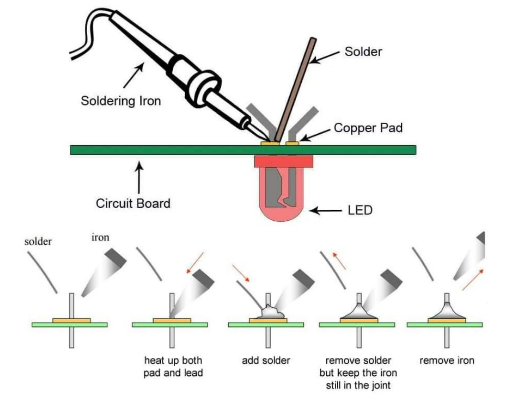 Solder
Soldering Iron
Copper Pad
Circuit Board
LED
solder
iron
heat up both
pad and lead
add solder
remove solder
but keep the iron
still in the joint
remove iron